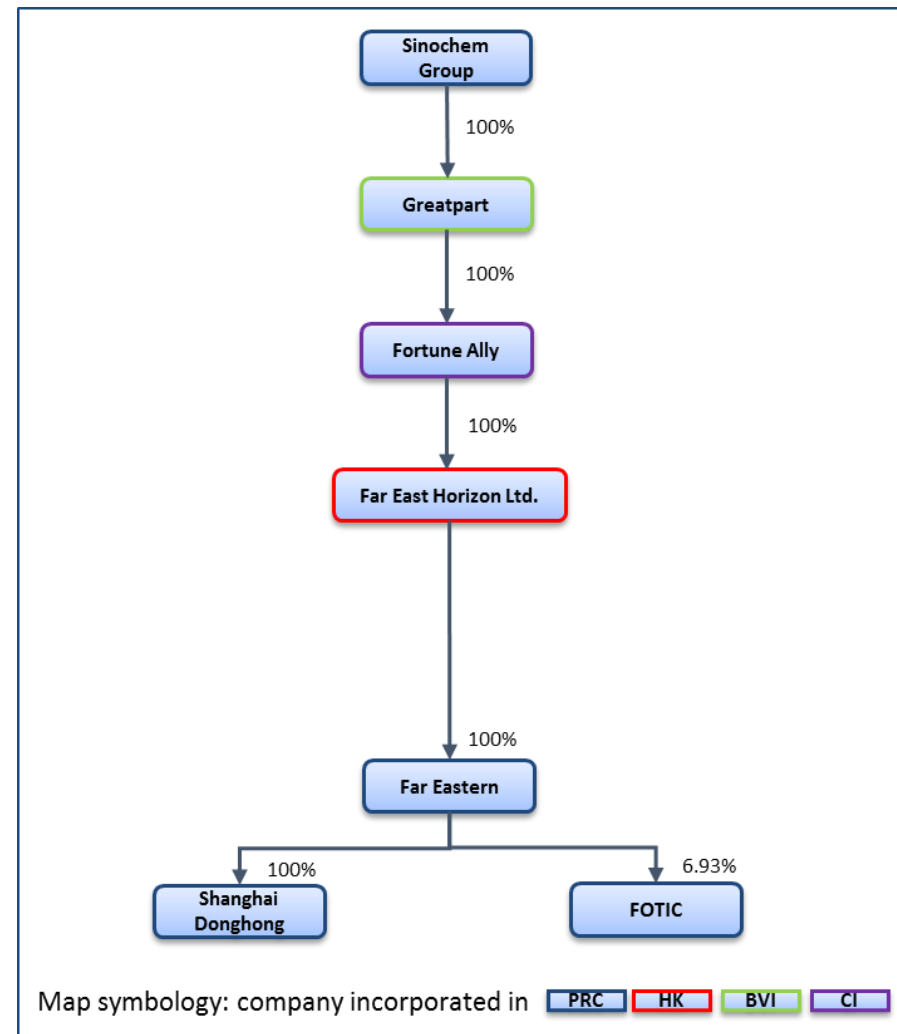 Sinochem
Group
100%
Greatpart
100%
Fortune Ally
100%
Far East Horizon Ltd.
100%
Far Eastern
100%
6.93%
Shanghai
Donghong
FOTIC
Map symbology: company incorporated in PRC HK BVI CI